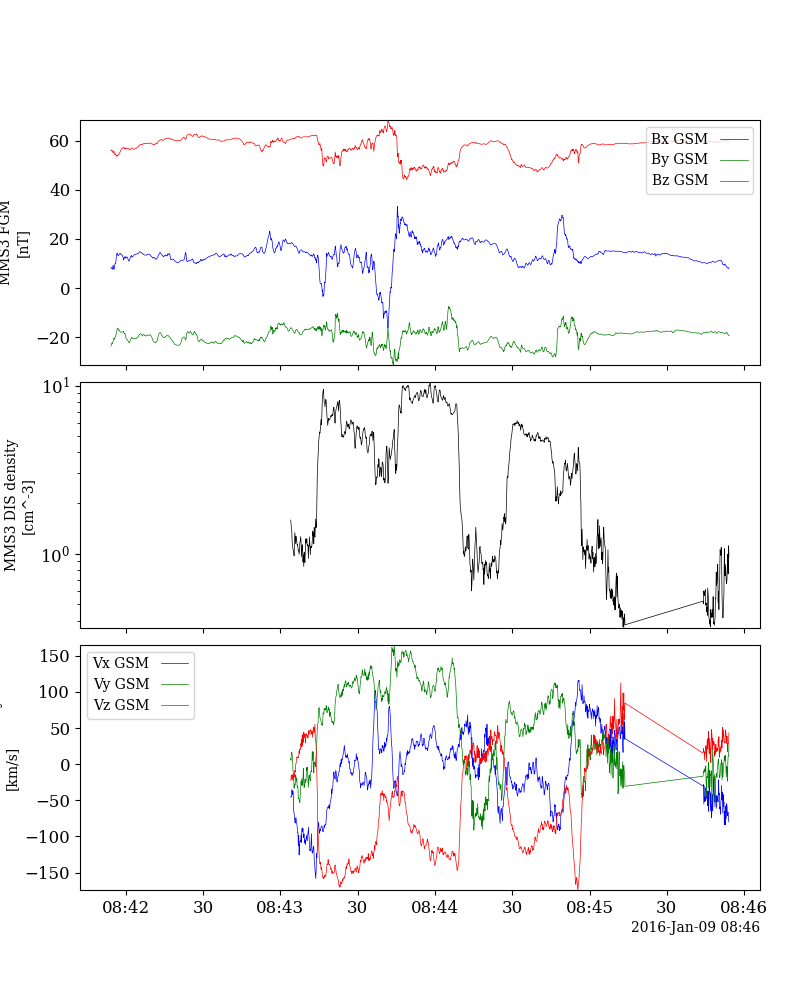 MMS3 FGM
[nT]
60
40
20
0
−20
Bx GSM
By GSM
Bz GSM
MMS3 DIS density
[cm^-3]
10^1
10^0
[km/s]
150
100
50
0
−50
−100
−150
Vx GSM
Vy GSM
Vz GSM
08:42 30 08:43 30 08:44 30 08:45 30 08:46
2016-Jan-09 08:46